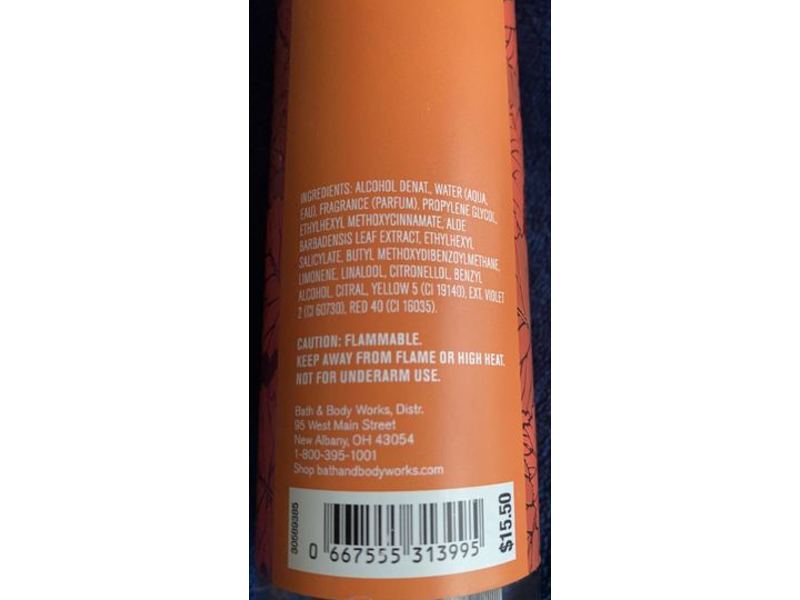 INGREDIENTS: ALCOHOL DENAT., WATER (AQUA,
EAU), FRAGRANCE (PARFUM), PROPYLENE GLYCOL,
ETHYLHEXYL METHOXYCINNAMATE, ALOE
BARBADENSIS LEAF EXTRACT, ETHYLHEXYL
SALICYLATE, BUTYL METHOXYDIBENZOYLMETHANE,
LIMONENE, LINALOOL, CITRONELLOL, BENZYL
ALCOHOL, CITRAL, YELLOW 5 (CI 19140), EXT. VIOLET
2 (CI 60730), RED 40 (CI 16035).
CAUTION: FLAMMABLE.
KEEP AWAY FROM FLAME OR HIGH HEAT.
NOT FOR UNDERARM USE.
Bath & Body Works, Distr.
95 West Main Street
New Albany, OH 43054
1-800-395-1001
Shop bathandbodyworks.com
30589385
0 667555 313995
$15.50